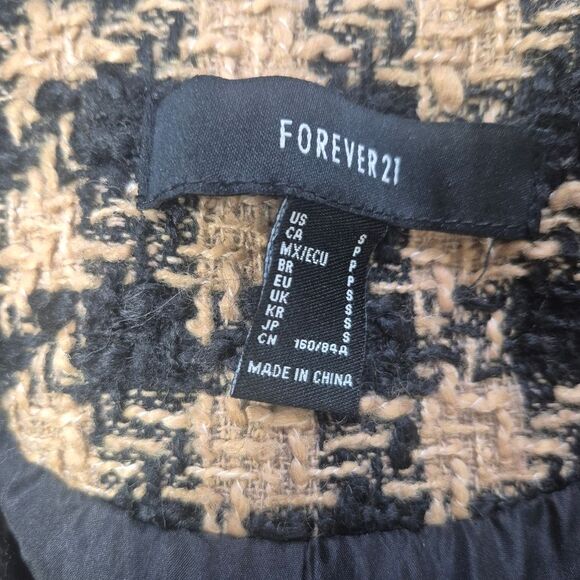 FOREVER21
US S
CA P
MX/ECU P
BR P
EU S
UK S
KR S
JP S
CN 160/84A
MADE IN CHINA